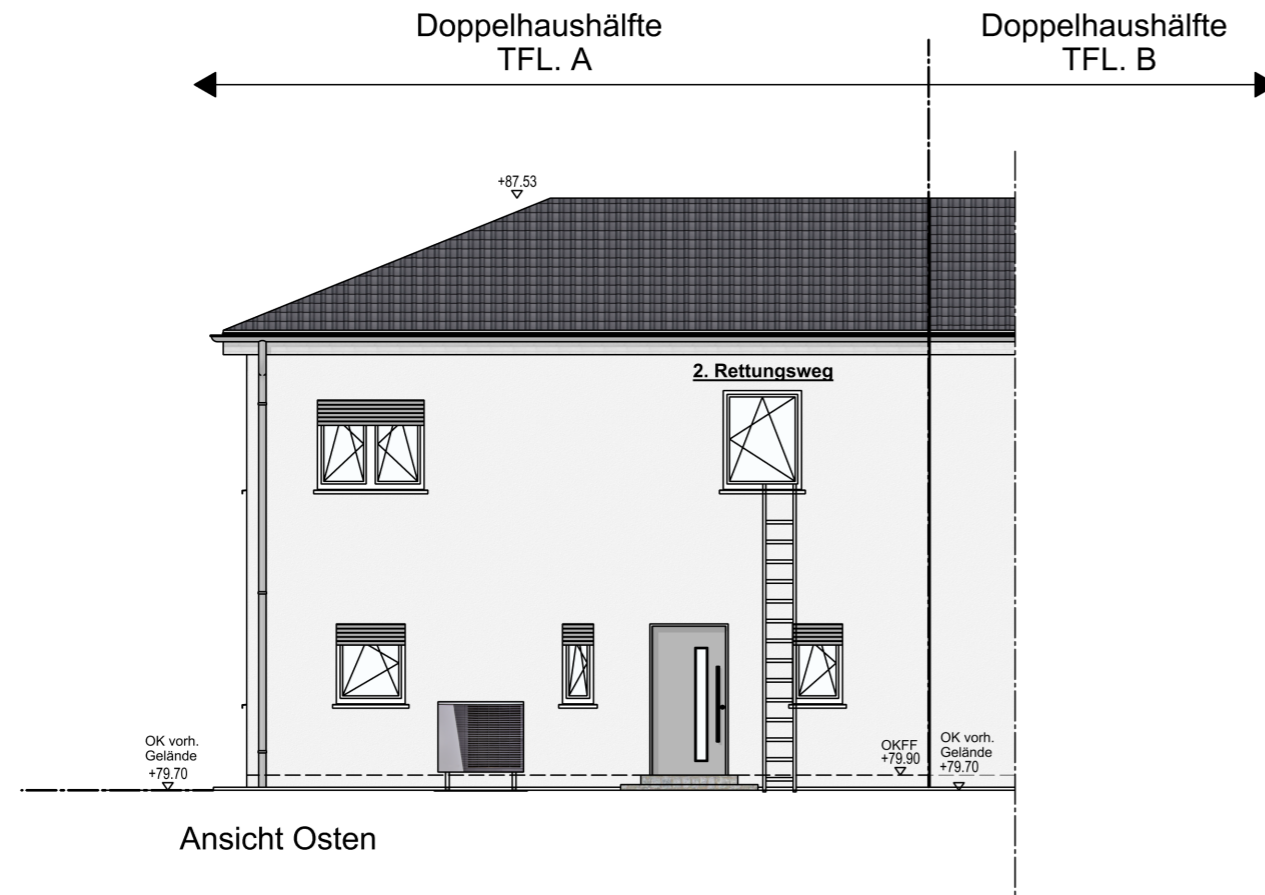 Doppelhaushälfte
TFL. A
Doppelhaushälfte
TFL. B
+87.53
2. Rettungsweg
OK vorh.
Gelände
+79.70
OKFF
+79.90
OK vorh.
Gelände
+79.70
Ansicht Osten